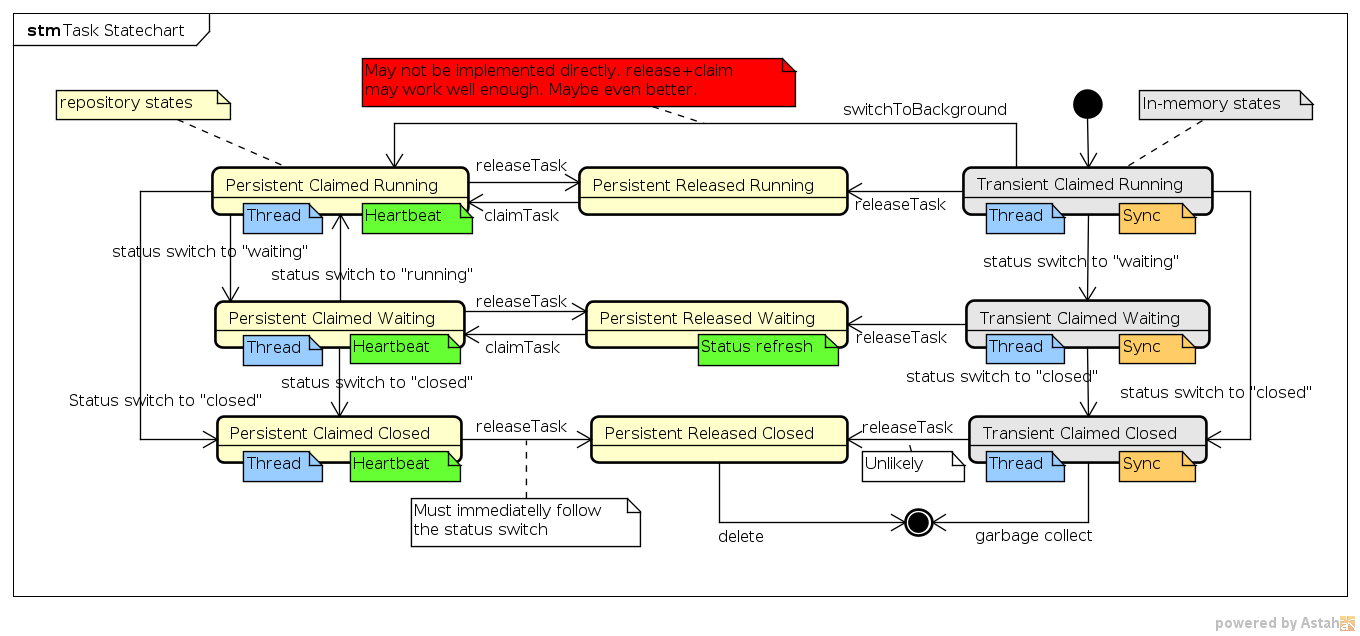 stm Task Statechart
May not be implemented directly. release+claim
may work well enough. Maybe even better.
repository states
switchToBackground
In-memory states
Persistent Claimed Running
releaseTask
Persistent Released Running
Transient Claimed Running
claimTask
releaseTask
Thread
Heartbeat
Thread
Sync
status switch to "waiting"
status switch to "running"
status switch to "waiting"
Persistent Claimed Waiting
releaseTask
Persistent Released Waiting
Transient Claimed Waiting
claimTask
releaseTask
Thread
Heartbeat
Status refresh
Thread
Sync
status switch to "closed"
status switch to "closed"
Status switch to "closed"
status switch to "closed"
Persistent Claimed Closed
releaseTask
Persistent Released Closed
releaseTask
Transient Claimed Closed
Thread
Heartbeat
Unlikely
Thread
Sync
Must immediatelly follow
the status switch
delete
garbage collect
powered by Astah